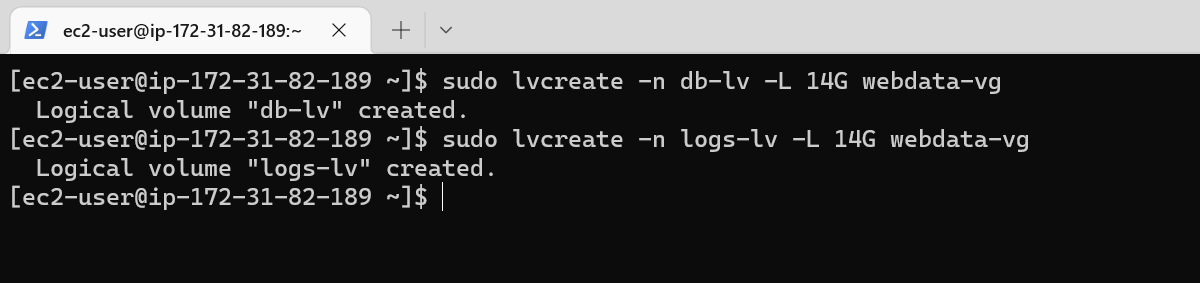 ec2-user@ip-172-31-82-189:~
[ec2-user@ip-172-31-82-189 ~]$ sudo lvcreate -n db-lv -L 14G webdata-vg
  Logical volume "db-lv" created.
[ec2-user@ip-172-31-82-189 ~]$ sudo lvcreate -n logs-lv -L 14G webdata-vg
  Logical volume "logs-lv" created.
[ec2-user@ip-172-31-82-189 ~]$